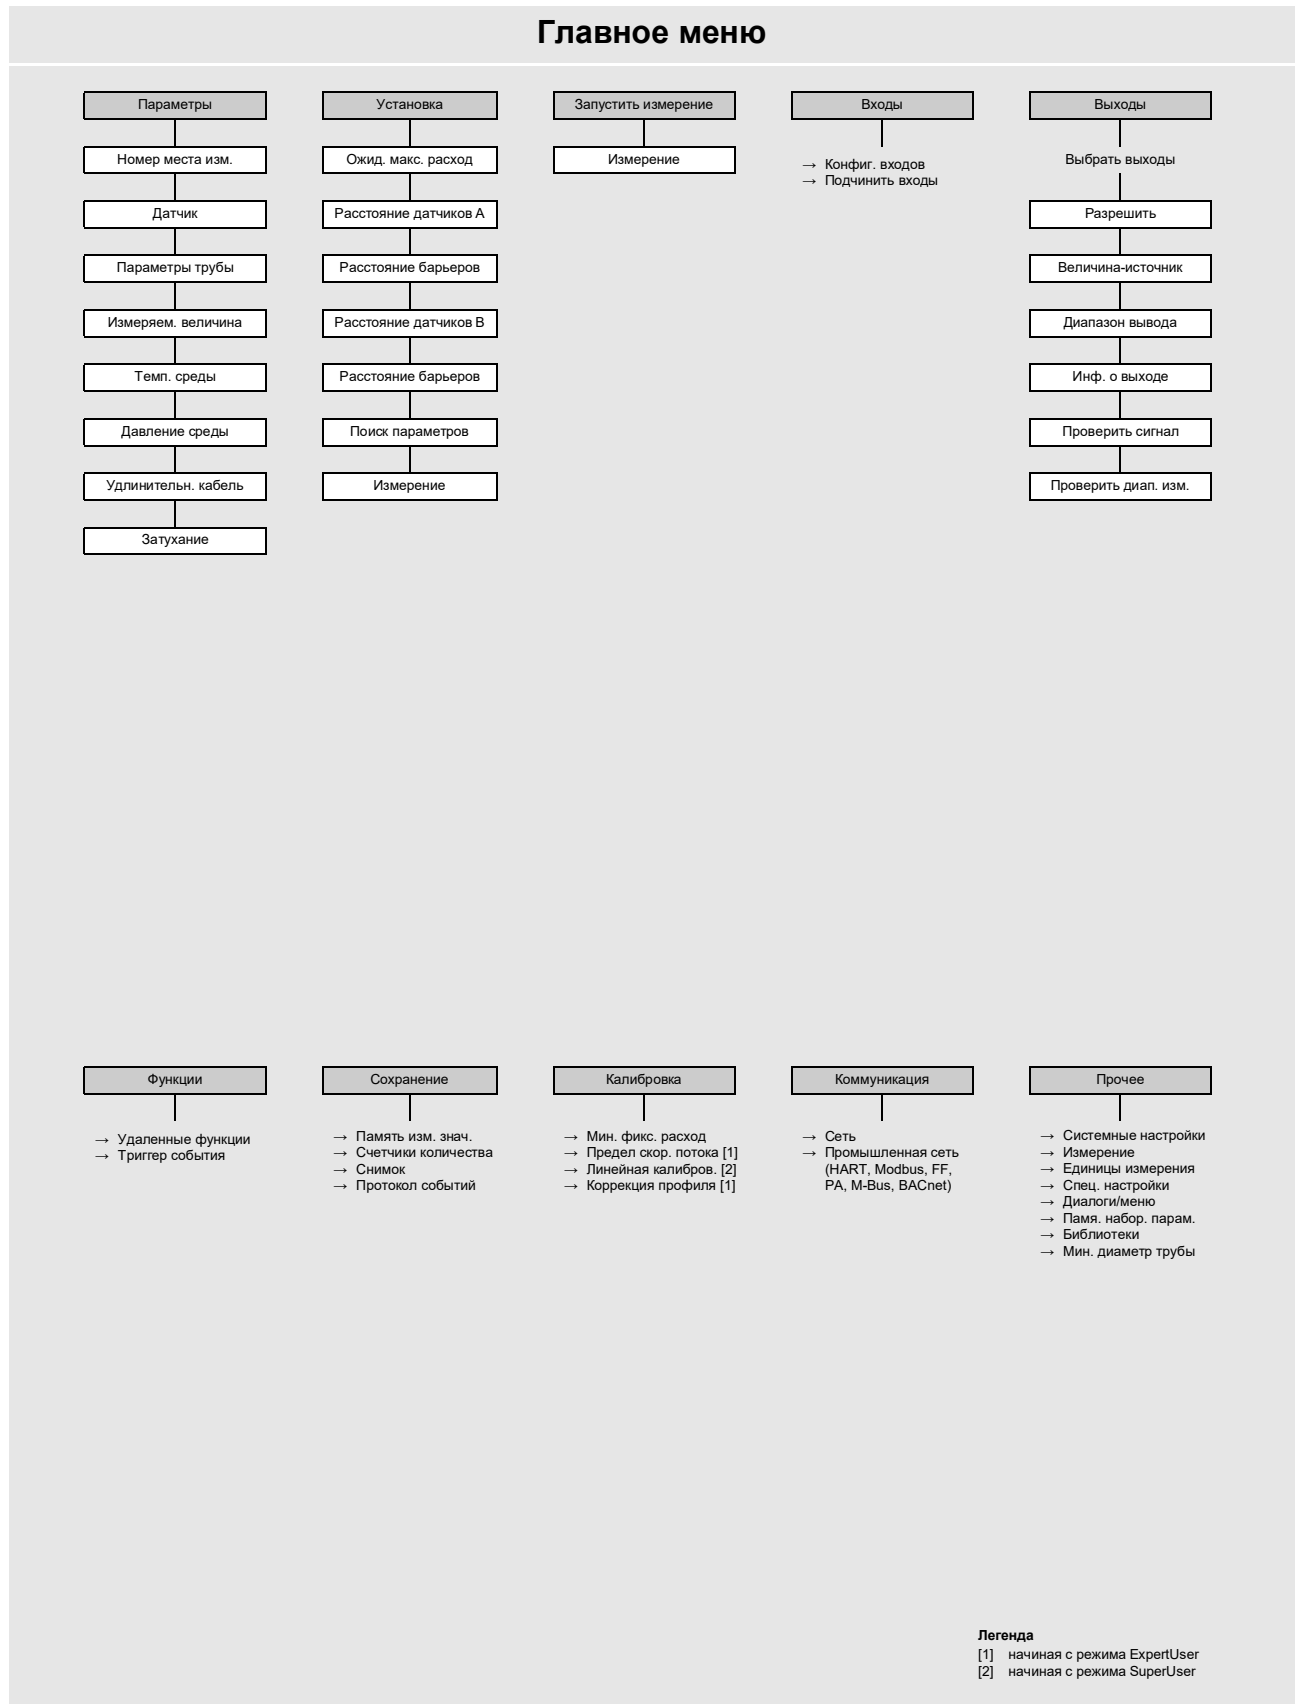 Главное меню
Параметры
Номер места изм.
Датчик
Параметры трубы
Измеряем. величина
Темп. среды
Давление среды
Удлинительн. кабель
Затухание
Установка
Ожид. макс. расход
Расстояние датчиков A
Расстояние барьеров
Расстояние датчиков B
Расстояние барьеров
Поиск параметров
Измерение
Запустить измерение
Измерение
Входы
→ Конфиг. входов
→ Подчинить входы
Выходы
Выбрать выходы
Разрешить
Величина-источник
Диапазон вывода
Инф. о выходе
Проверить сигнал
Проверить диап. изм.
Функции
→ Удаленные функции
→ Триггер события
Сохранение
→ Память изм. знач.
→ Счетчики количества
→ Снимок
→ Протокол событий
Калибровка
→ Мин. фикс. расход
→ Предел скор. потока [1]
→ Линейная калибров. [2]
→ Коррекция профиля [1]
Коммуникация
→ Сеть
→ Промышленная сеть
(HART, Modbus, FF,
PA, M-Bus, BACnet)
Прочее
→ Системные настройки
→ Измерение
→ Единицы измерения
→ Спец. настройки
→ Диалоги/меню
→ Памя. набор. парам.
→ Библиотеки
→ Мин. диаметр трубы
Легенда
[1] начиная с режима ExpertUser
[2] начиная с режима SuperUser